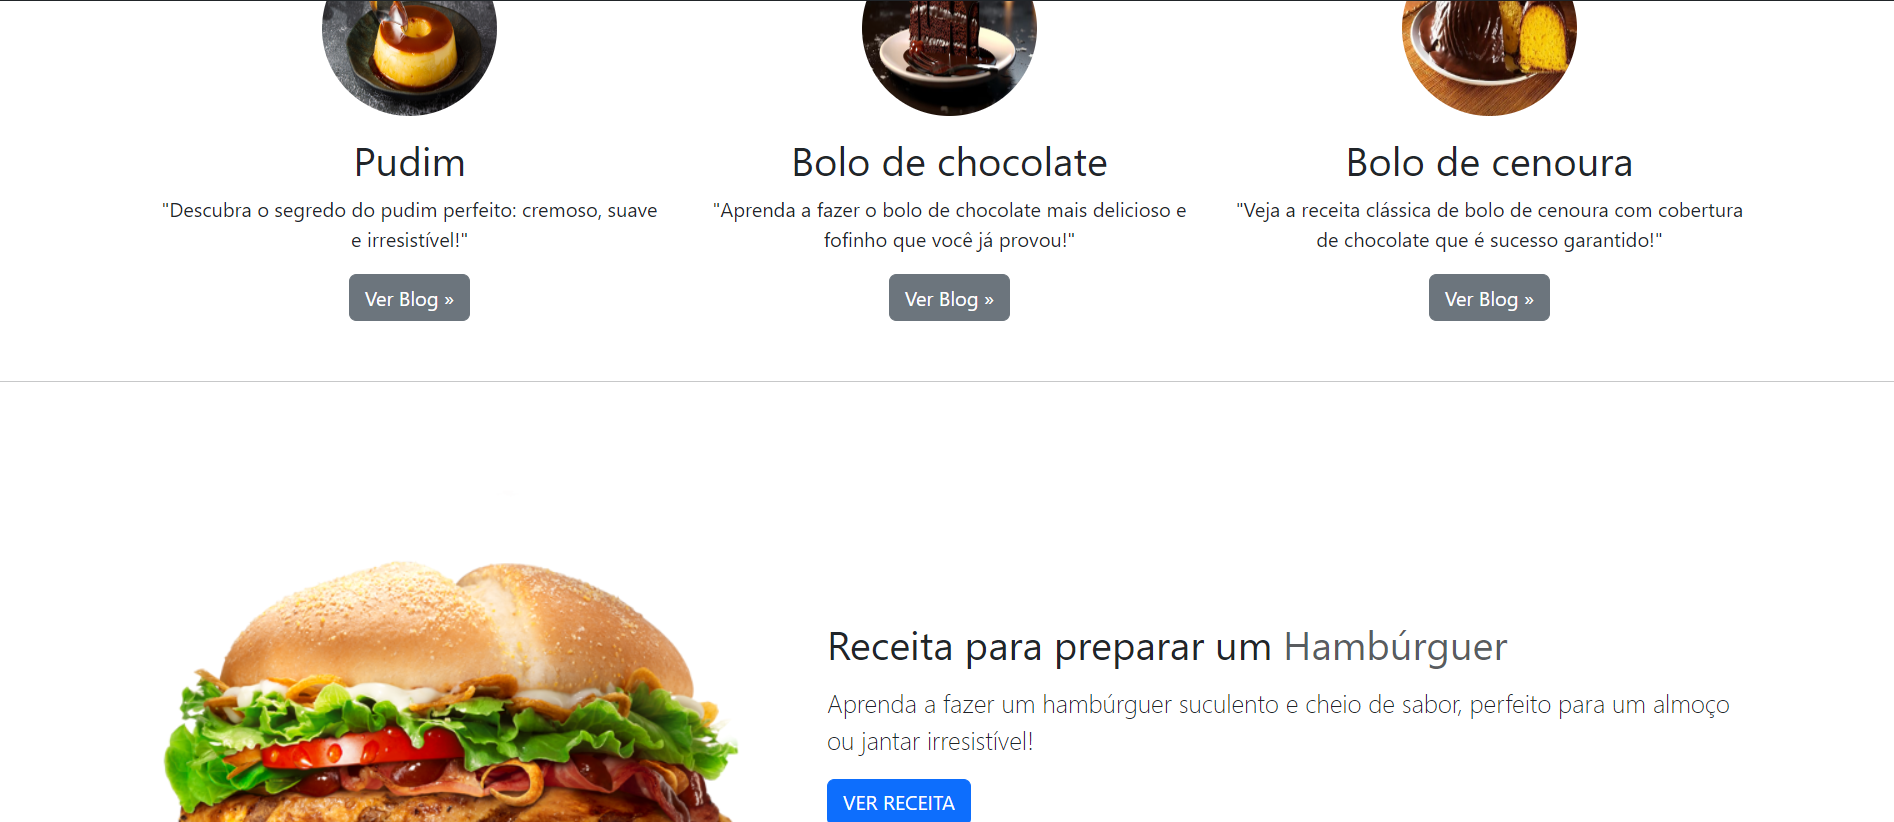 Pudim
"Descubra o segredo do pudim perfeito: cremoso, suave
e irresistível!"
Ver Blog »
Bolo de chocolate
"Aprenda a fazer o bolo de chocolate mais delicioso e
fofinho que você já provou!"
Ver Blog »
Bolo de cenoura
"Veja a receita clássica de bolo de cenoura com cobertura
de chocolate que é sucesso garantido!"
Ver Blog »
Receita para preparar um Hambúrguer
Aprenda a fazer um hambúrguer suculento e cheio de sabor, perfeito para um almoço
ou jantar irresistível!
VER RECEITA